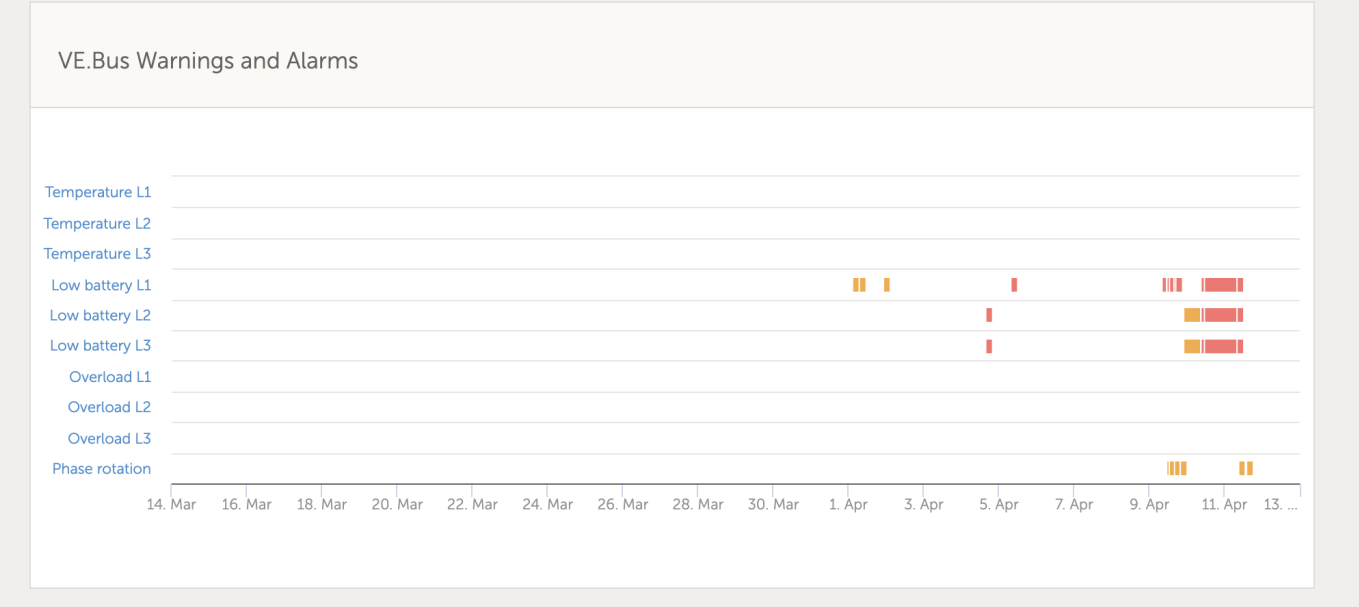 VE.Bus Warnings and Alarms
Temperature L1
Temperature L2
Temperature L3
Low battery L1
Low battery L2
Low battery L3
Overload L1
Overload L2
Overload L3
Phase rotation
14. Mar 16. Mar 18. Mar 20. Mar 22. Mar 24. Mar 26. Mar 28. Mar 30. Mar 1. Apr 3. Apr 5. Apr 7. Apr 9. Apr 11. Apr 13. ...